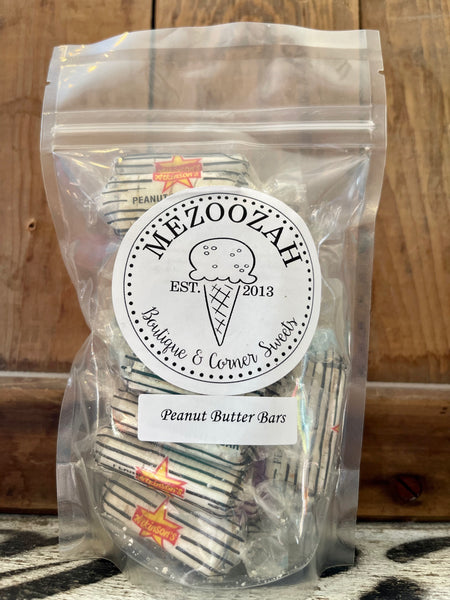 Atkinson's
PEANUT
MEZOOZAH
EST. 2013
Boutique & Corner Sweets
Peanut Butter Bars
Atkinson's
Atkinson's